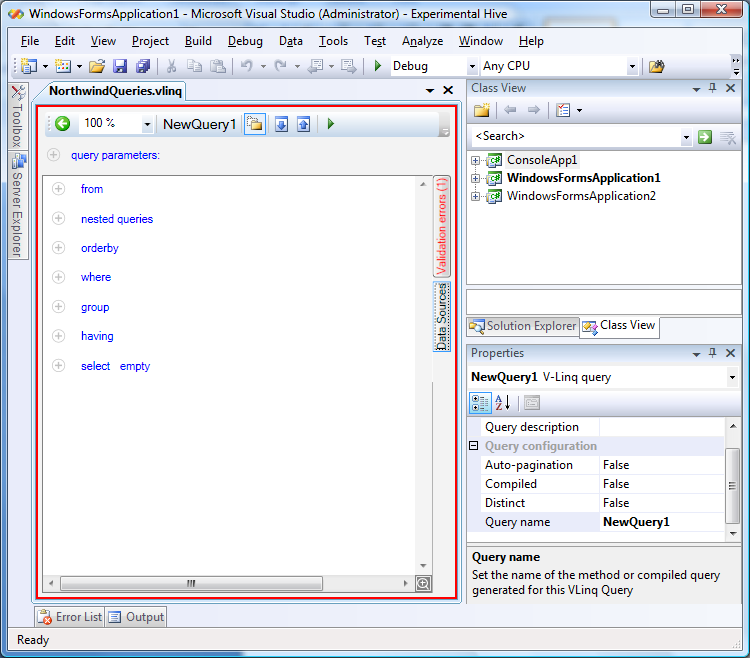 WindowsFormsApplication1 - Microsoft Visual Studio (Administrator) - Experimental Hive
File Edit View Project Build Debug Data Tools Test Analyze Window Help
Debug Any CPU
Toolbox
Server Explorer
NorthwindQueries.vlinq
100 % NewQuery1
query parameters:
from
nested queries
orderby
where
group
having
select empty
Validation errors (1)
Data Sources
Class View
<Search>
ConsoleApp1
WindowsFormsApplication1
WindowsFormsApplication2
Solution Explorer Class View
Properties
NewQuery1 V-Linq query
Query description
Query configuration
Auto-pagination False
Compiled False
Distinct False
Query name NewQuery1
Query name
Set the name of the method or compiled query
generated for this VLinq Query
Error List Output
Ready